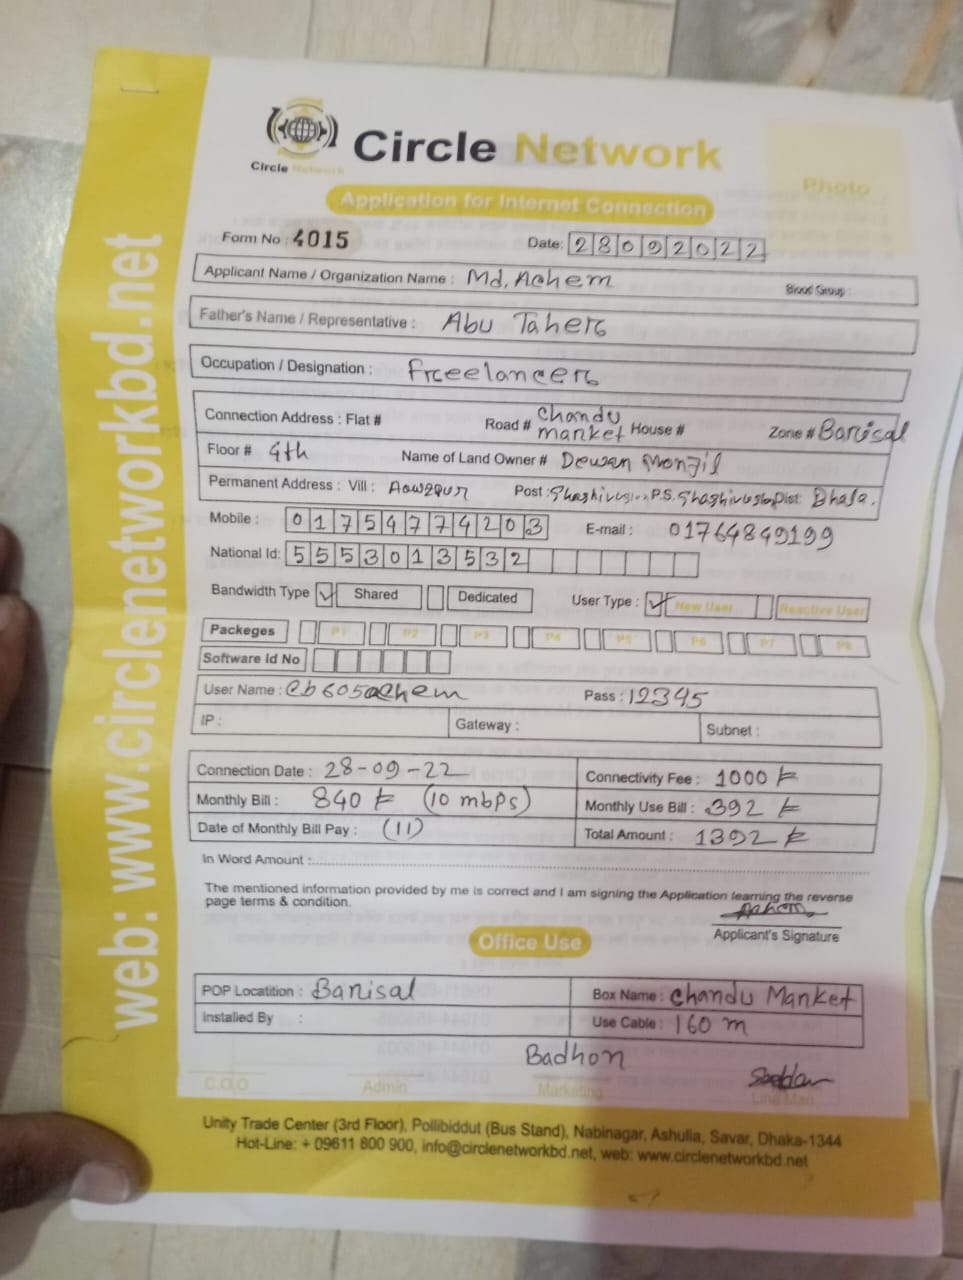 Circle Network
Circle Network
Photo
Application for Internet Connection
Form No : 4015
Date: 28092022
Applicant Name / Organization Name : Md. Achem
Blood Group :
Father's Name / Representative : Abu Taher
Occupation / Designation : Freelancer
Connection Address : Flat # Road # Chandu Market House # Zone # Barisal
Floor # 4th Name of Land Owner # Dewan Monzil
Permanent Address : Vill : Post : P.S. Dist: Bhola.
Mobile : 01754774203 E-mail : 01764849199
National Id: 5553013532
Bandwidth Type ✓ Shared Dedicated User Type : ✓ New User Reactive User
Packeges P1 P2 P3 P4 P5 P6 P7 P8
Software Id No
User Name : cb605achem Pass : 12345
IP : Gateway : Subnet :
Connection Date : 28-09-22 Connectivity Fee : 1000 ৳
Monthly Bill : 840 ৳ (10 mbps) Monthly Use Bill : 392 ৳
Date of Monthly Bill Pay : (11) Total Amount : 1392 ৳
In Word Amount :
The mentioned information provided by me is correct and I am signing the Application learning the reverse
page terms & condition.
Applicant's Signature
Office Use
POP Locatition : Barisal Box Name : Chandu Market
Installed By : Use Cable : 160 m
Badhon
C.O.O Admin Marketing Line Man
Unity Trade Center (3rd Floor), Pollibiddut (Bus Stand), Nabinagar, Ashulia, Savar, Dhaka-1344
Hot-Line: + 09611 800 900, info@circlenetworkbd.net, web: www.circlenetworkbd.net
web: www.circlenetworkbd.net